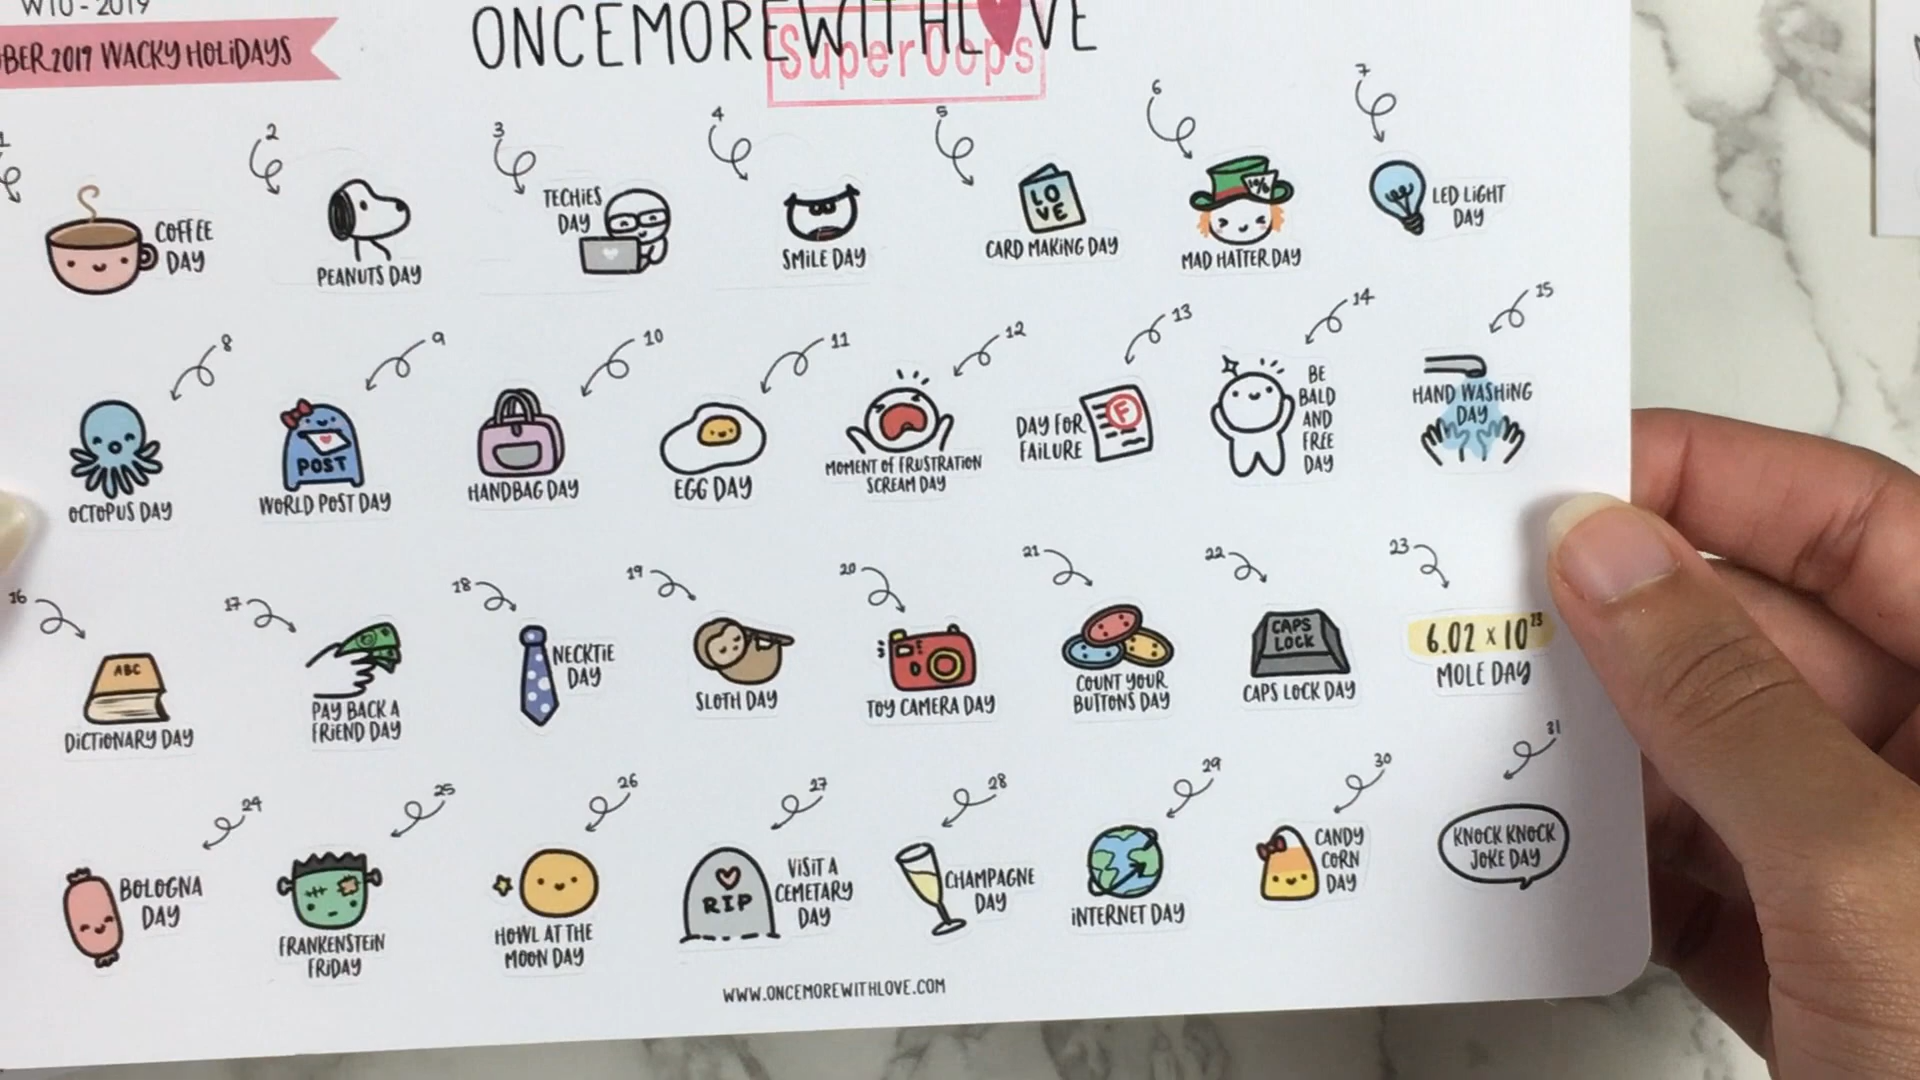 W10 - 2019
BER 2019 WACKY HOLIDAYS
ONCEMOREWITHLOVE
SuperOops
1
2
3
4
5
6
7
COFFEE
DAY
PEANUTS DAY
TECHIES
DAY
SMILE DAY
LO
VE
CARD MAKING DAY
10/6
MAD HATTER DAY
LED LIGHT
DAY
8
9
10
11
12
13
14
15
OCTOPUS DAY
POST
WORLD POST DAY
HANDBAG DAY
EGG DAY
MOMENT OF FRUSTRATION
SCREAM DAY
DAY FOR
FAILURE
F
BE
BALD
AND
FREE
DAY
HAND WASHING
DAY
16
17
18
19
20
21
22
23
ABC
DICTIONARY DAY
PAY BACK A
FRIEND DAY
NECKTIE
DAY
SLOTH DAY
TOY CAMERA DAY
COUNT YOUR
BUTTONS DAY
CAPS
LOCK
CAPS LOCK DAY
6.02 x 10²³
MOLE DAY
24
25
26
27
28
29
30
31
BOLOGNA
DAY
FRANKENSTEIN
FRIDAY
HOWL AT THE
MOON DAY
RIP
VISIT A
CEMETARY
DAY
CHAMPAGNE
DAY
INTERNET DAY
CANDY
CORN
DAY
KNOCK KNOCK
JOKE DAY
WWW.ONCEMOREWITHLOVE.COM